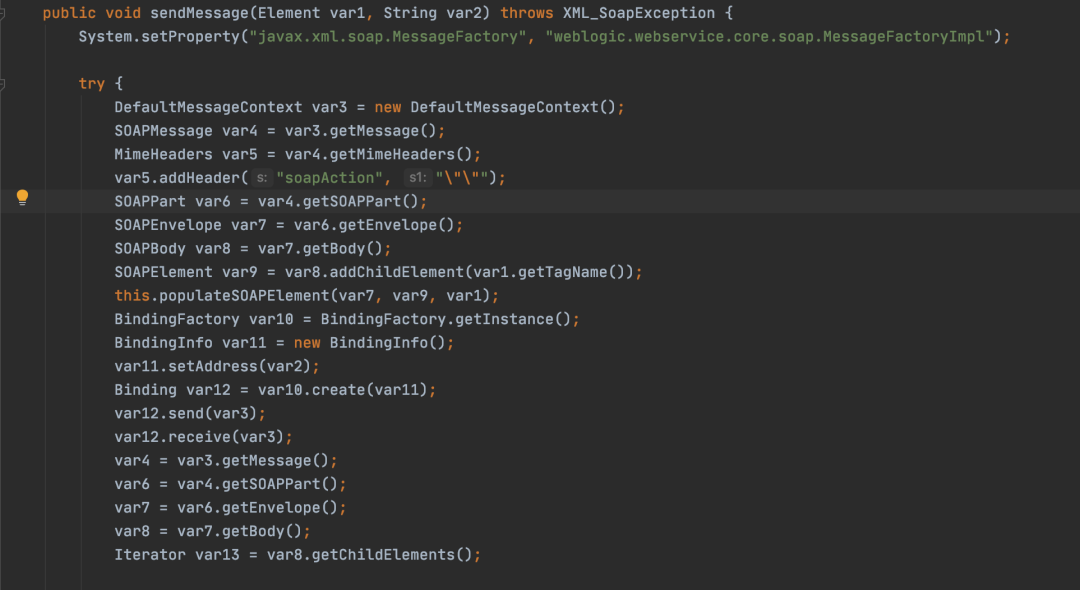 public void sendMessage(Element var1, String var2) throws XML_SoapException {
System.setProperty("javax.xml.soap.MessageFactory", "weblogic.webservice.core.soap.MessageFactoryImpl");
try {
DefaultMessageContext var3 = new DefaultMessageContext();
SOAPMessage var4 = var3.getMessage();
MimeHeaders var5 = var4.getMimeHeaders();
var5.addHeader( s: "soapAction", s1: "\"\"");
SOAPPart var6 = var4.getSOAPPart();
SOAPEnvelope var7 = var6.getEnvelope();
SOAPBody var8 = var7.getBody();
SOAPElement var9 = var8.addChildElement(var1.getTagName());
this.populateSOAPElement(var7, var9, var1);
BindingFactory var10 = BindingFactory.getInstance();
BindingInfo var11 = new BindingInfo();
var11.setAddress(var2);
Binding var12 = var10.create(var11);
var12.send(var3);
var12.receive(var3);
var4 = var3.getMessage();
var6 = var4.getSOAPPart();
var7 = var6.getEnvelope();
var8 = var7.getBody();
Iterator var13 = var8.getChildElements();